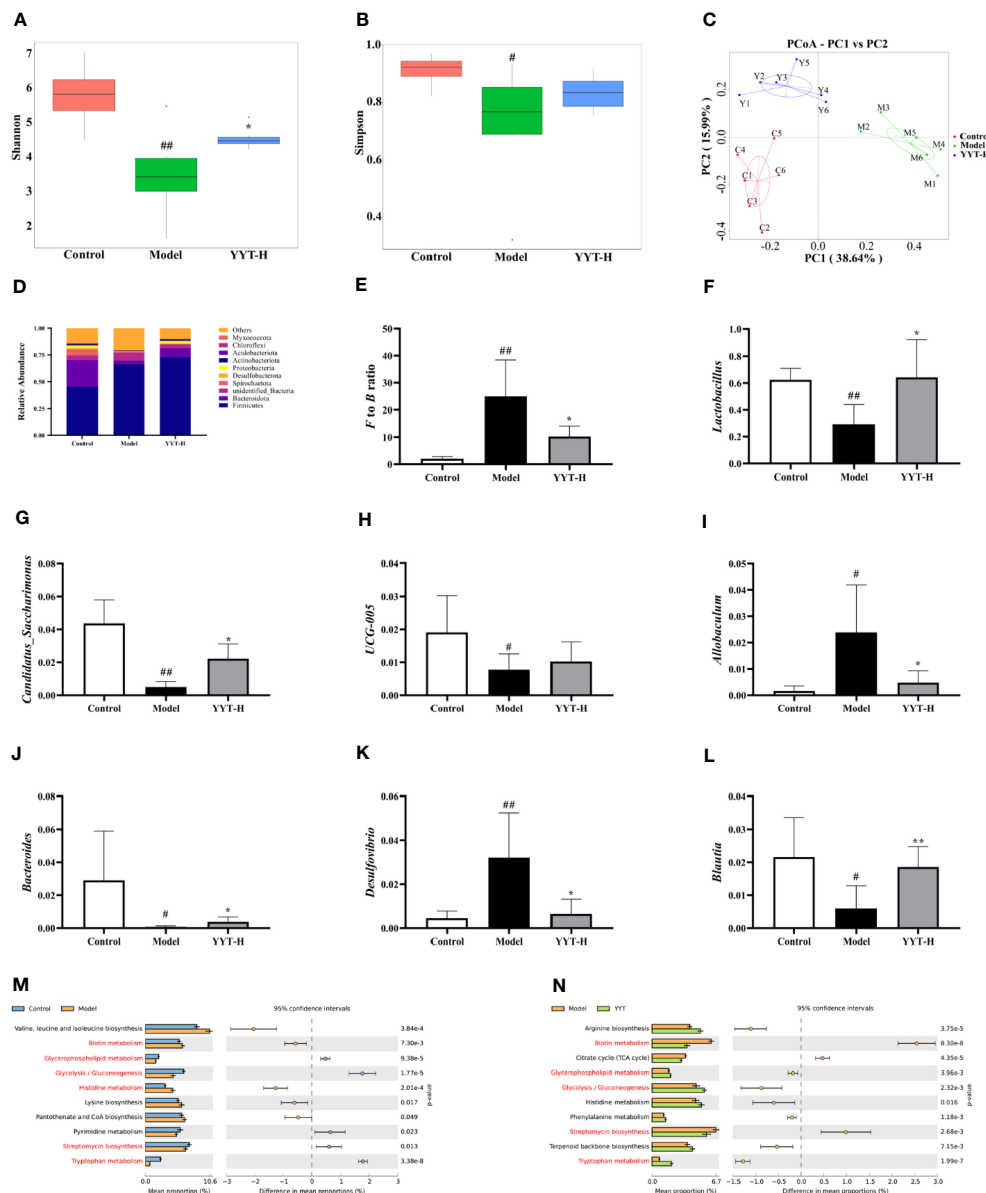 A
B
C
7
6
5
4
3
2
Shannon
##
*
Control
Model
YYT-H
1.0
0.8
0.6
0.4
Simpson
#
Control
Model
YYT-H
PCoA - PC1 vs PC2
0.2
0.0
-0.2
-0.4
PC2 ( 15.99% )
Y5
Y2
Y3
Y1
Y4
Y6
M3
M2
M5
M4
M6
M1
C5
C4
C1
C6
C3
C2
Control
Model
YYT-H
-0.2
0.0
0.2
0.4
PC1 ( 38.64% )
D
E
F
1.00
0.75
0.50
0.25
0.00
Relative Abundance
Control
Model
YYT-H
Others
Myxococcota
Chloroflexi
Acidobacteriota
Actinobacteriota
Proteobacteria
Desulfobacterota
Spirochaetota
unidentified_Bacteria
Bacteroidota
Firmicutes
50
40
30
20
10
0
F to B ratio
##
*
Control
Model
YYT-H
1.0
0.8
0.6
0.4
0.2
0.0
Lactobacillus
##
*
Control
Model
YYT-H
G
H
I
0.08
0.06
0.04
0.02
0.00
Candidatus_Saccharimonas
##
*
Control
Model
YYT-H
0.04
0.03
0.02
0.01
0.00
UCG-005
#
Control
Model
YYT-H
0.05
0.04
0.03
0.02
0.01
0.00
Allobaculum
#
*
Control
Model
YYT-H
J
K
L
0.08
0.06
0.04
0.02
0.00
Bacteroides
#
*
Control
Model
YYT-H
0.06
0.04
0.02
0.00
Desulfovibrio
##
*
Control
Model
YYT-H
0.04
0.03
0.02
0.01
0.00
Blautia
#
**
Control
Model
YYT-H
M
Control
Model
95% confidence intervals
Valine, leucine and isoleucine biosynthesis
3.84e-4
Biotin metabolism
7.30e-3
Glycerophospholipid metabolism
9.38e-5
Glycolysis / Gluconeogenesis
1.77e-5
Histidine metabolism
2.01e-4
Lysine biosynthesis
0.017
Pantothenate and CoA biosynthesis
0.049
Pyrimidine metabolism
0.023
Streptomycin biosynthesis
0.013
Tryptophan metabolism
3.38e-8
p-value
0.0
10.6
−3
−2
−1
0
1
2
3
Mean proportion (%)
Difference in mean proportions (%)
N
Model
YYT
95% confidence intervals
Arginine biosynthesis
3.75e-5
Biotin metabolism
8.30e-8
Citrate cycle (TCA cycle)
4.35e-5
Glycerophospholipid metabolism
3.96e-3
Glycolysis / Gluconeogenesis
2.32e-3
Histidine metabolism
0.016
Phenylalanine metabolism
1.18e-3
Streptomycin biosynthesis
2.68e-3
Terpenoid backbone biosynthesis
7.15e-3
Tryptophan metabolism
1.99e-7
p-value
0.0
6.7
−1.5
−1.0
−0.5
0.0
0.5
1.0
1.5
2.0
2.5
3.0
Mean proportion (%)
Difference in mean proportions (%)